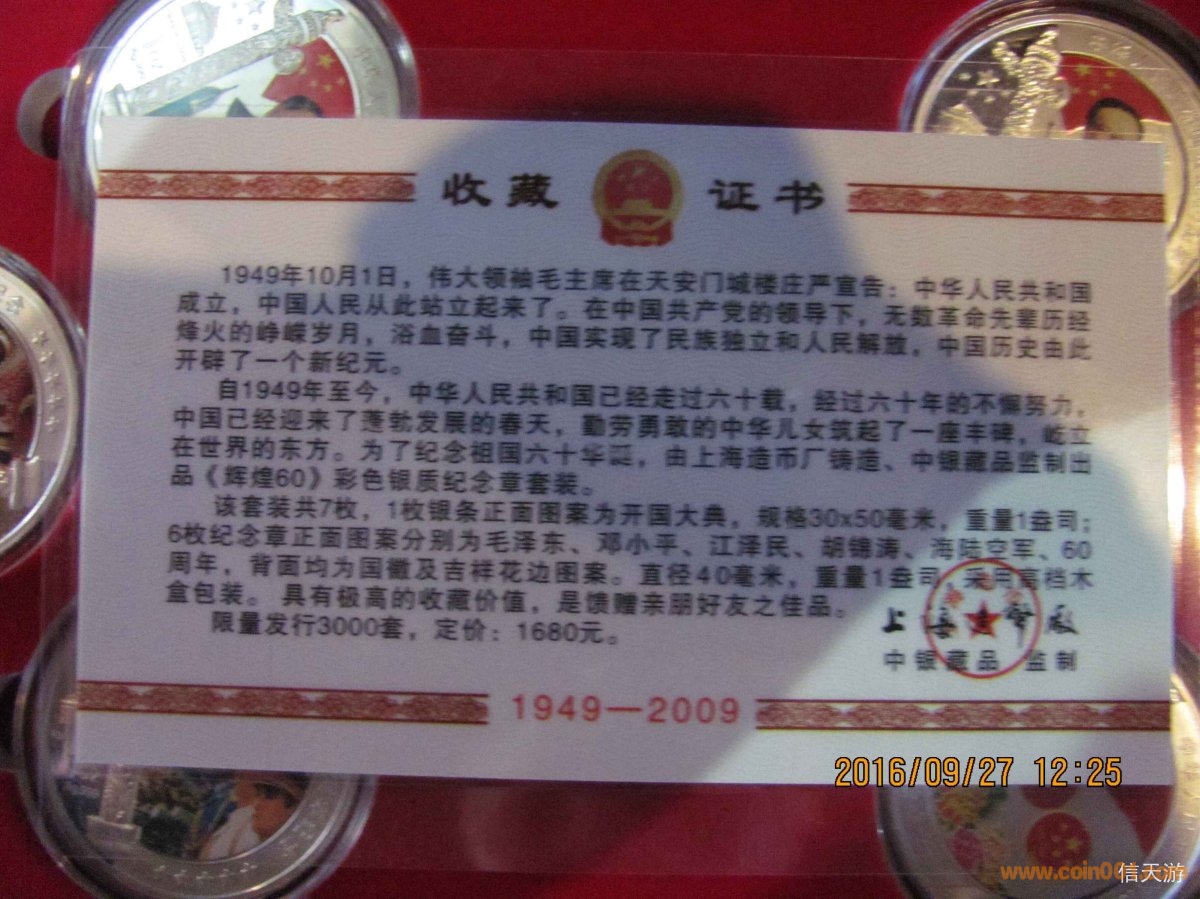 收藏 证书
1949年10月1日，伟大领袖毛主席在天安门城楼庄严宣告：中华人民共和国
成立，中国人民从此站立起来了。在中国共产党的领导下，无数革命先辈历经
烽火的峥嵘岁月，浴血奋斗，中国实现了民族独立和人民解放，中国历史由此
开辟了一个新纪元。
自1949年至今，中华人民共和国已经走过六十载，经过六十年的不懈努力，
中国已经迎来了蓬勃发展的春天，勤劳勇敢的中华儿女筑起了一座丰碑，屹立
在世界的东方。为了纪念祖国六十华诞，由上海造币厂铸造、中银藏品监制出
品《辉煌60》彩色银质纪念章套装。
该套装共7枚，1枚银条正面图案为开国大典，规格30x50毫米，重量1盎司；
6枚纪念章正面图案分别为毛泽东、邓小平、江泽民、胡锦涛、海陆空军、60
周年，背面均为国徽及吉祥花边图案。直径40毫米，重量1盎司，采用高档木
盒包装。具有极高的收藏价值，是馈赠亲朋好友之佳品。
限量发行3000套，定价：1680元。
上海造币厰
中银藏品 监制
1949—2009
2016/09/27 12:25
www.coin00
信天游